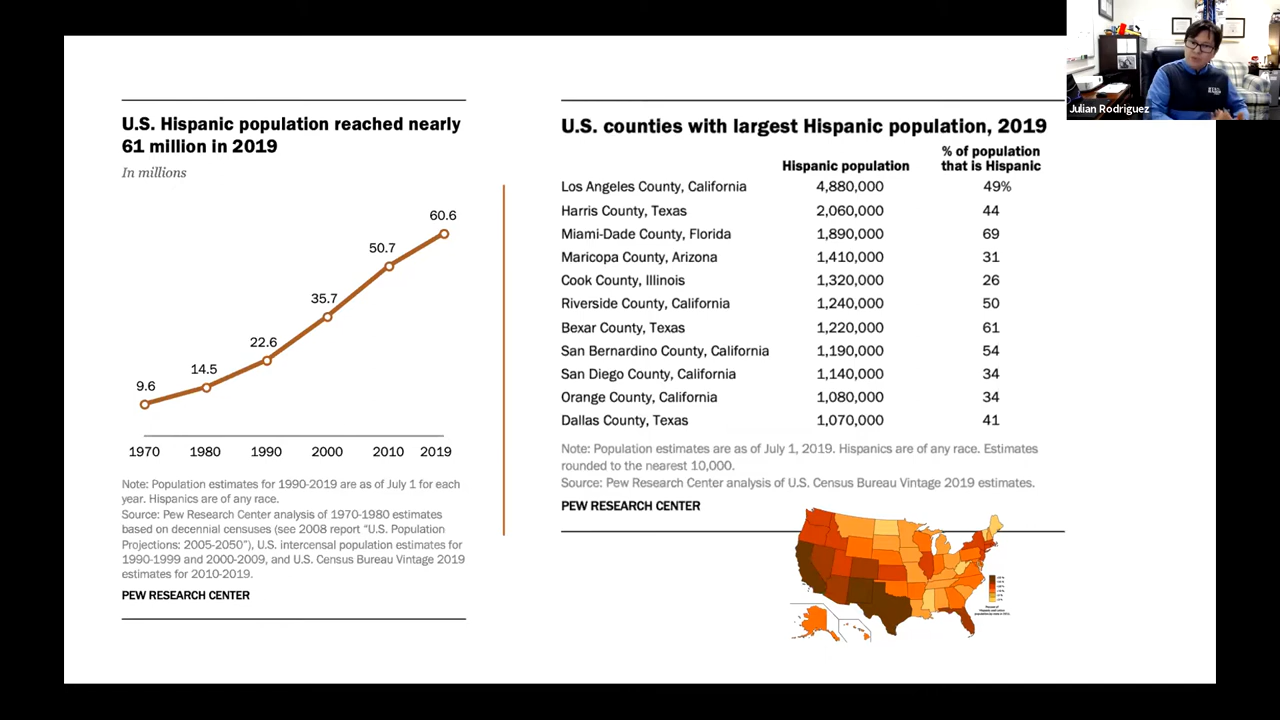 Julian Rodriguez
U.S. Hispanic population reached nearly
61 million in 2019
In millions
60.6
50.7
35.7
22.6
14.5
9.6
1970 1980 1990 2000 2010 2019
Note: Population estimates for 1990-2019 are as of July 1 for each
year. Hispanics are of any race.
Source: Pew Research Center analysis of 1970-1980 estimates
based on decennial censuses (see 2008 report "U.S. Population
Projections: 2005-2050"), U.S. intercensal population estimates for
1990-1999 and 2000-2009, and U.S. Census Bureau Vintage 2019
estimates for 2010-2019.
PEW RESEARCH CENTER
U.S. counties with largest Hispanic population, 2019
% of population
Hispanic population that is Hispanic
Los Angeles County, California 4,880,000 49%
Harris County, Texas 2,060,000 44
Miami-Dade County, Florida 1,890,000 69
Maricopa County, Arizona 1,410,000 31
Cook County, Illinois 1,320,000 26
Riverside County, California 1,240,000 50
Bexar County, Texas 1,220,000 61
San Bernardino County, California 1,190,000 54
San Diego County, California 1,140,000 34
Orange County, California 1,080,000 34
Dallas County, Texas 1,070,000 41
Note: Population estimates are as of July 1, 2019. Hispanics are of any race. Estimates
rounded to the nearest 10,000.
Source: Pew Research Center analysis of U.S. Census Bureau Vintage 2019 estimates.
PEW RESEARCH CENTER